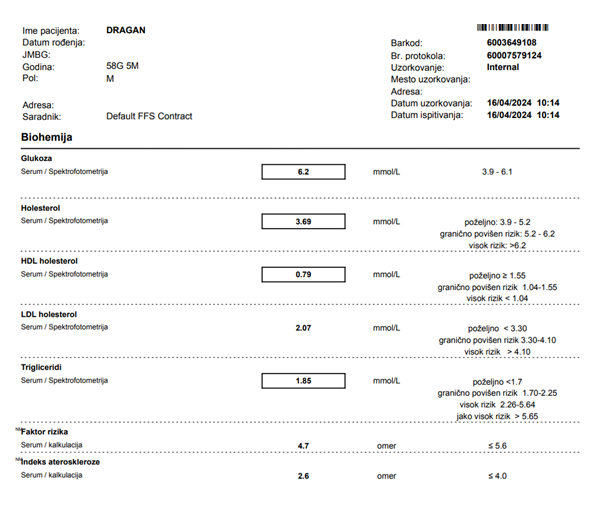 Ime pacijenta: DRAGAN
Datum rođenja:
JMBG:
Godina: 58G 5M
Pol: M
Adresa:
Saradnik: Default FFS Contract
Barkod: 6003649108
Br. protokola: 60007579124
Uzorkovanje: Internal
Mesto uzorkovanja:
Adresa:
Datum uzorkovanja: 16/04/2024 10:14
Datum ispitivanja: 16/04/2024 10:14
Biohemija
Glukoza
Serum / Spektrofotometrija 6.2 mmol/L 3.9 - 6.1
Holesterol
Serum / Spektrofotometrija 3.69 mmol/L poželjno: 3.9 - 5.2
granično povišen rizik: 5.2 - 6.2
visok rizik: >6.2
HDL holesterol
Serum / Spektrofotometrija 0.79 mmol/L poželjno ≥ 1.55
granično povišen rizik 1.04-1.55
visok rizik < 1.04
LDL holesterol
Serum / Spektrofotometrija 2.07 mmol/L poželjno < 3.30
granično povišen rizik 3.30-4.10
visok rizik > 4.10
Trigliceridi
Serum / Spektrofotometrija 1.85 mmol/L poželjno <1.7
granično povišen rizik 1.70-2.25
visok rizik 2.26-5.64
jako visok rizik > 5.65
Faktor rizika
Serum / kalkulacija 4.7 omer ≤ 5.6
Indeks ateroskleroze
Serum / kalkulacija 2.6 omer ≤ 4.0